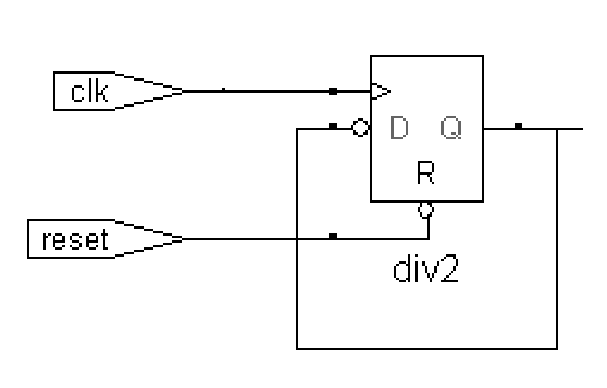 clk
D Q
R
reset
div2